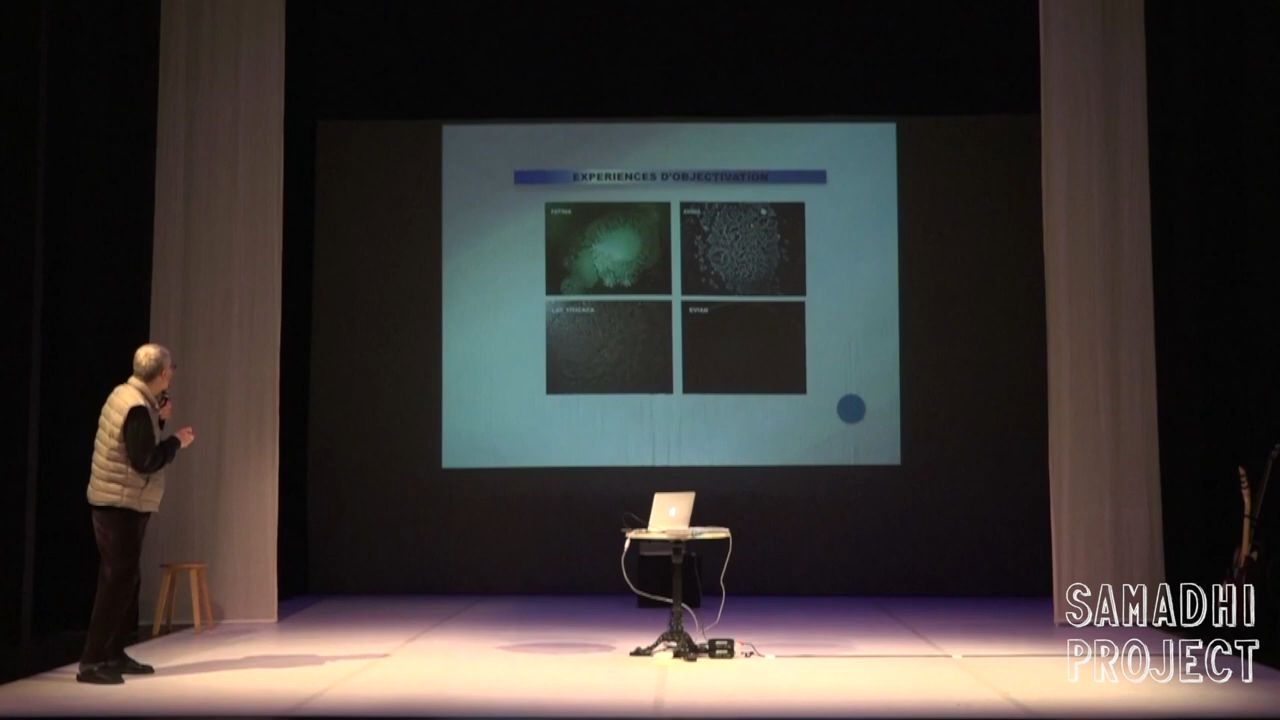 EXPERIENCES D'OBJECTIVATION
FATIMA
LAC TITICACA
EVIAN
SAMADHI
PROJECT